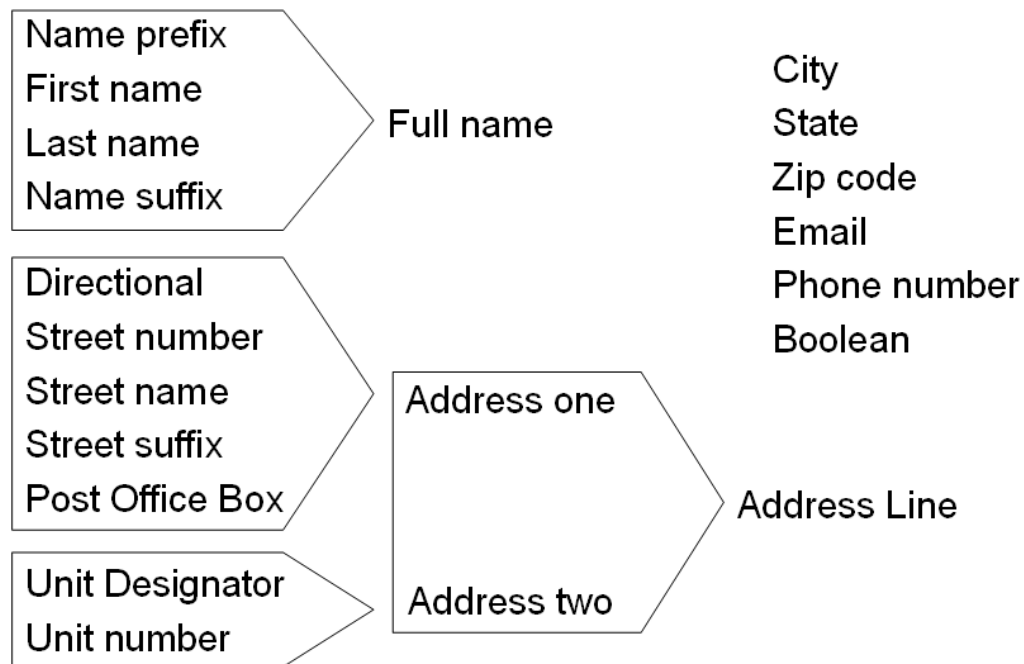 Name prefix
First name
Last name
Name suffix
Full name
Directional
Street number
Street name
Street suffix
Post Office Box
Unit Designator
Unit number
Address one
Address two
Address Line
City
State
Zip code
Email
Phone number
Boolean